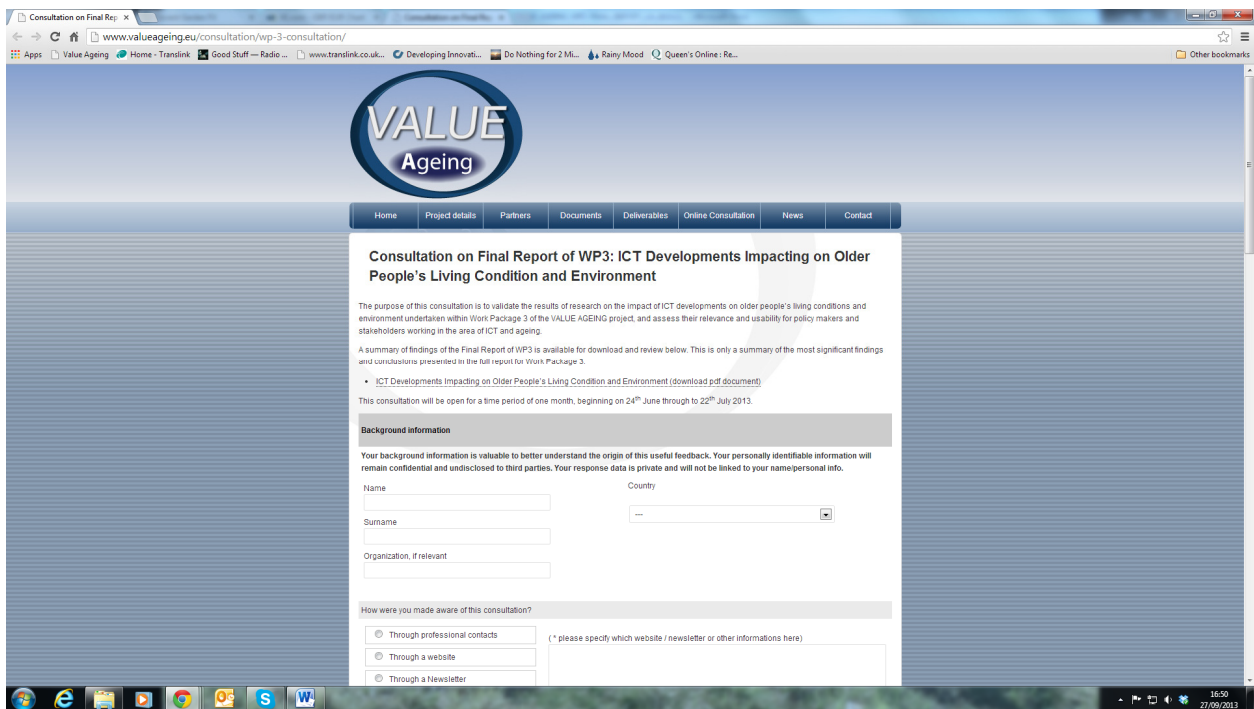 Consultation on Final Rep
www.valueageing.eu/consultation/wp-3-consultation/
Apps Value Ageing Home - Translink Good Stuff — Radio ... www.translink.co.uk... Developing Innovati... Do Nothing for 2 Mi... Rainy Mood Queen's Online : Re... Other bookmarks
VALUE
Ageing
Home Project details Partners Documents Deliverables Online Consultation News Contact
Consultation on Final Report of WP3: ICT Developments Impacting on Older
People's Living Condition and Environment
The purpose of this consultation is to validate the results of research on the impact of ICT developments on older people's living conditions and
environment undertaken within Work Package 3 of the VALUE AGEING project, and assess their relevance and usability for policy makers and
stakeholders working in the area of ICT and ageing.
A summary of findings of the Final Report of WP3 is available for download and review below. This is only a summary of the most significant findings
and conclusions presented in the full report for Work Package 3.
• ICT Developments Impacting on Older People's Living Condition and Environment (download pdf document)
This consultation will be open for a time period of one month, beginning on 24th June through to 22th July 2013.
Background information
Your background information is valuable to better understand the origin of this useful feedback. Your personally identifiable information will
remain confidential and undisclosed to third parties. Your response data is private and will not be linked to your name/personal info.
Name
Country
---
Surname
Organization, if relevant
How were you made aware of this consultation?
Through professional contacts
( * please specify which website / newsletter or other informations here)
Through a website
Through a Newsletter
16:50
27/09/2013